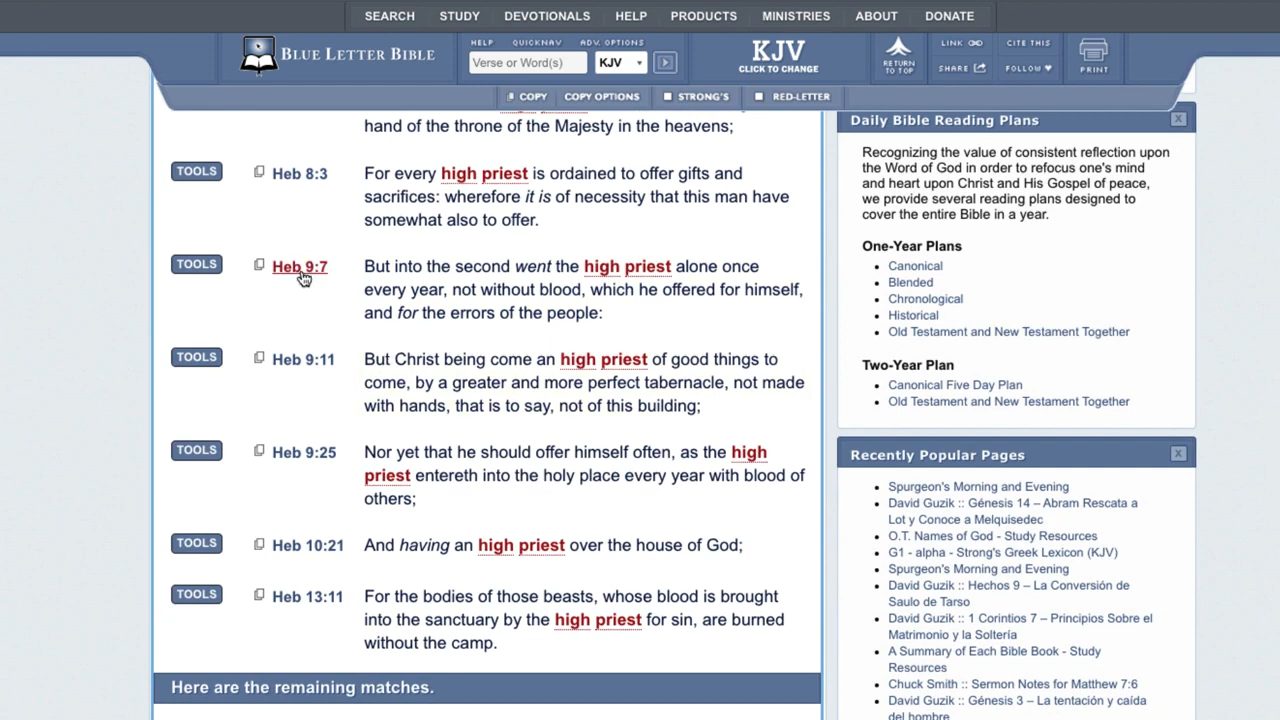 SEARCH STUDY DEVOTIONALS HELP PRODUCTS MINISTRIES ABOUT DONATE
BLUE LETTER BIBLE
HELP QUICKNAV ADV. OPTIONS
Verse or Word(s) KJV
KJV
CLICK TO CHANGE
RETURN
TO TOP
LINK CITE THIS
SHARE FOLLOW
PRINT
COPY COPY OPTIONS STRONG'S RED-LETTER
hand of the throne of the Majesty in the heavens;
TOOLS Heb 8:3 For every high priest is ordained to offer gifts and
sacrifices: wherefore it is of necessity that this man have
somewhat also to offer.
TOOLS Heb 9:7 But into the second went the high priest alone once
every year, not without blood, which he offered for himself,
and for the errors of the people:
TOOLS Heb 9:11 But Christ being come an high priest of good things to
come, by a greater and more perfect tabernacle, not made
with hands, that is to say, not of this building;
TOOLS Heb 9:25 Nor yet that he should offer himself often, as the high
priest entereth into the holy place every year with blood of
others;
TOOLS Heb 10:21 And having an high priest over the house of God;
TOOLS Heb 13:11 For the bodies of those beasts, whose blood is brought
into the sanctuary by the high priest for sin, are burned
without the camp.
Here are the remaining matches.
Daily Bible Reading Plans X
Recognizing the value of consistent reflection upon
the Word of God in order to refocus one's mind
and heart upon Christ and His Gospel of peace,
we provide several reading plans designed to
cover the entire Bible in a year.
One-Year Plans
Canonical
Blended
Chronological
Historical
Old Testament and New Testament Together
Two-Year Plan
Canonical Five Day Plan
Old Testament and New Testament Together
Recently Popular Pages X
Spurgeon's Morning and Evening
David Guzik :: Génesis 14 – Abram Rescata a
Lot y Conoce a Melquisedec
O.T. Names of God - Study Resources
G1 - alpha - Strong's Greek Lexicon (KJV)
Spurgeon's Morning and Evening
David Guzik :: Hechos 9 – La Conversión de
Saulo de Tarso
David Guzik :: 1 Corintios 7 – Principios Sobre el
Matrimonio y la Soltería
A Summary of Each Bible Book - Study
Resources
Chuck Smith :: Sermon Notes for Matthew 7:6
David Guzik :: Génesis 3 – La tentación y caída
del hombre